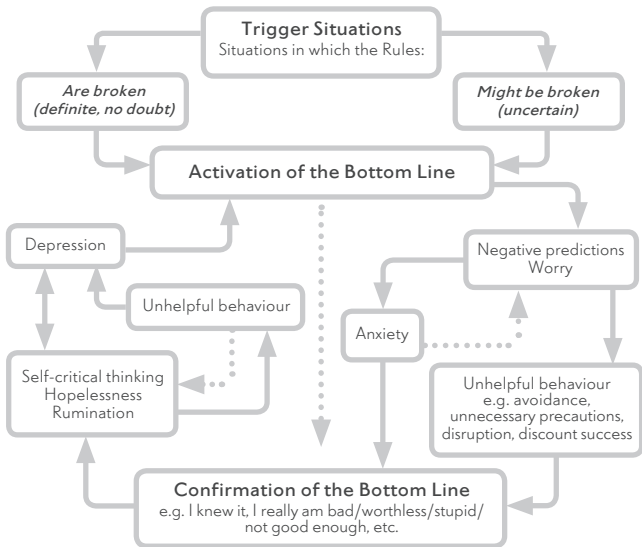 Trigger Situations
Situations in which the Rules:
Are broken
(definite, no doubt)
Might be broken
(uncertain)
Activation of the Bottom Line
Depression
Negative predictions
Worry
Unhelpful behaviour
Anxiety
Self-critical thinking
Hopelessness
Rumination
Unhelpful behaviour
e.g. avoidance,
unnecessary precautions,
disruption, discount success
Confirmation of the Bottom Line
e.g. I knew it, I really am bad/worthless/stupid/
not good enough, etc.